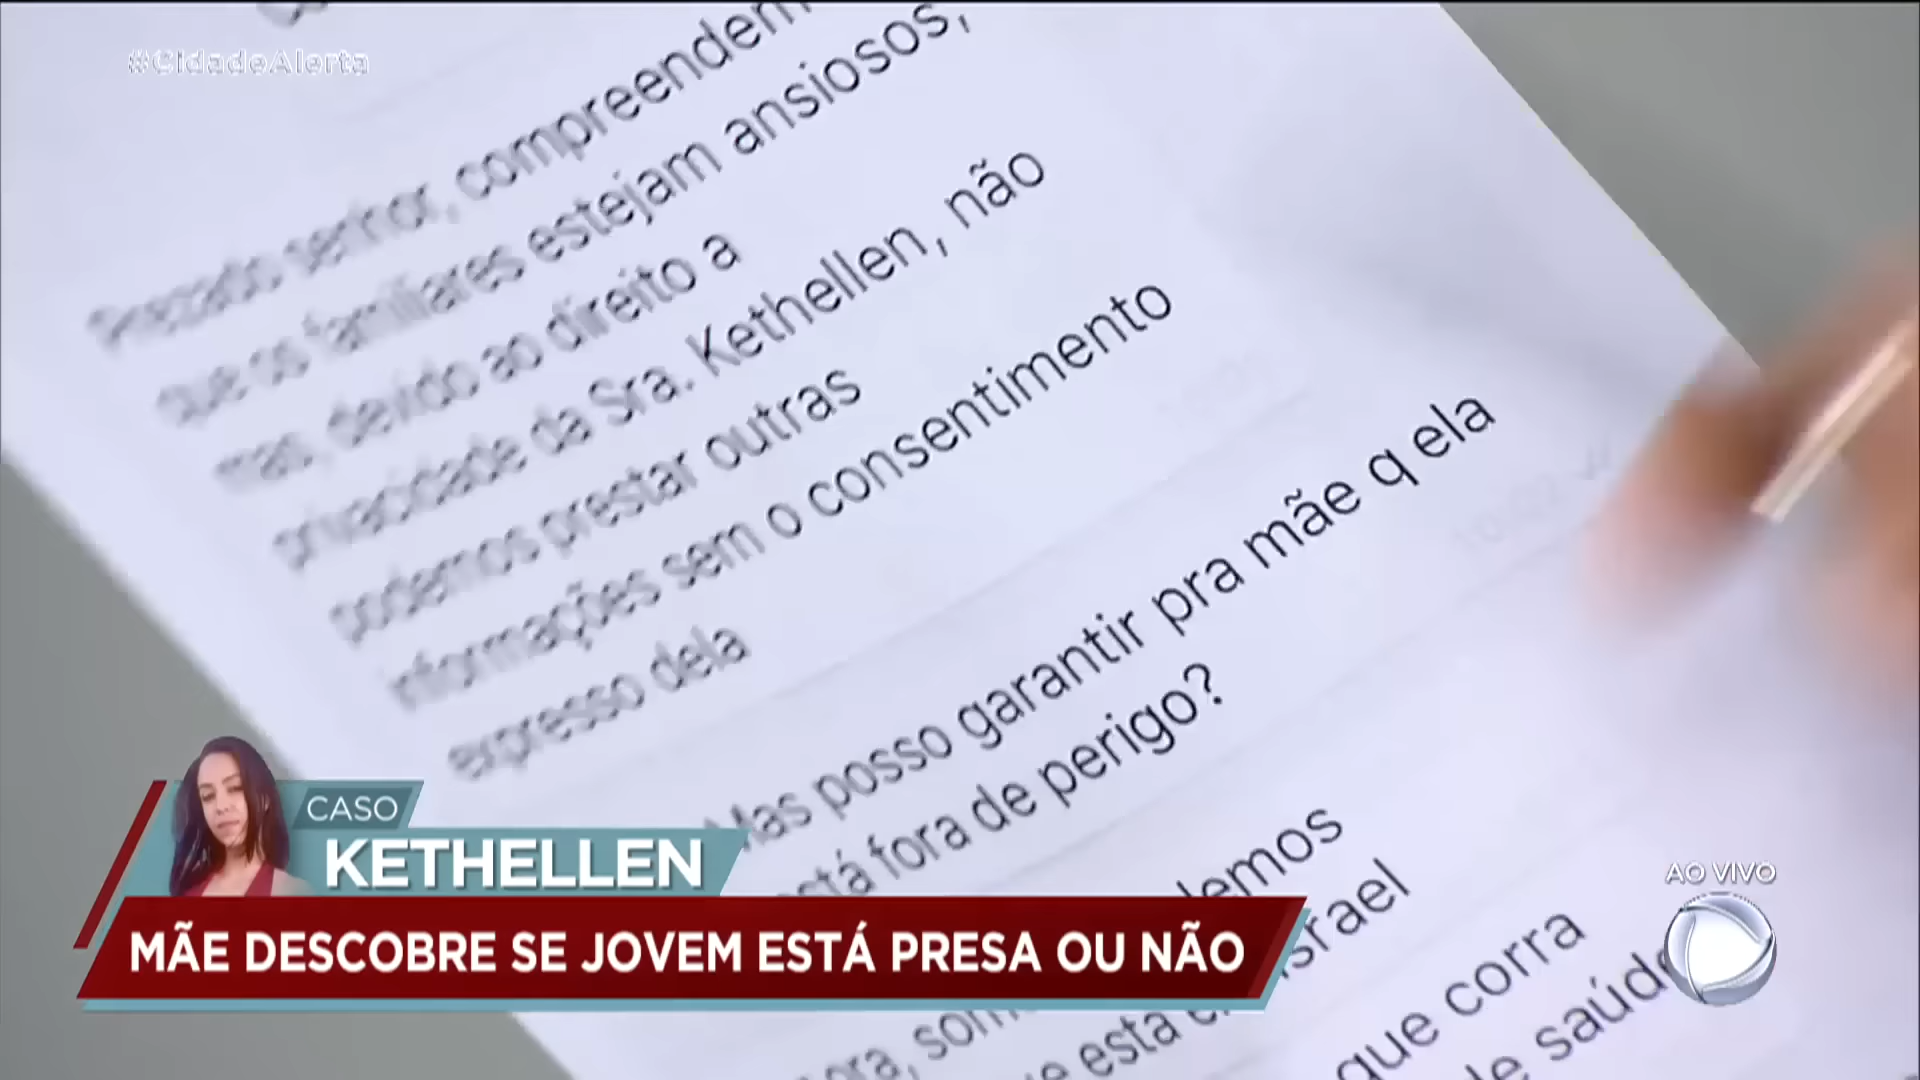 #CidadeAlerta
Prezado senhor, compreendem
que os familiares estejam ansiosos,
mas, devido ao direito a
privacidade da Sra. Kethellen, não
podemos prestar outras
informações sem o consentimento
expresso dela
Mas posso garantir pra mãe q ela
está fora de perigo?
que corra
de saúde
CASO
KETHELLEN
MÃE DESCOBRE SE JOVEM ESTÁ PRESA OU NÃO
AO VIVO